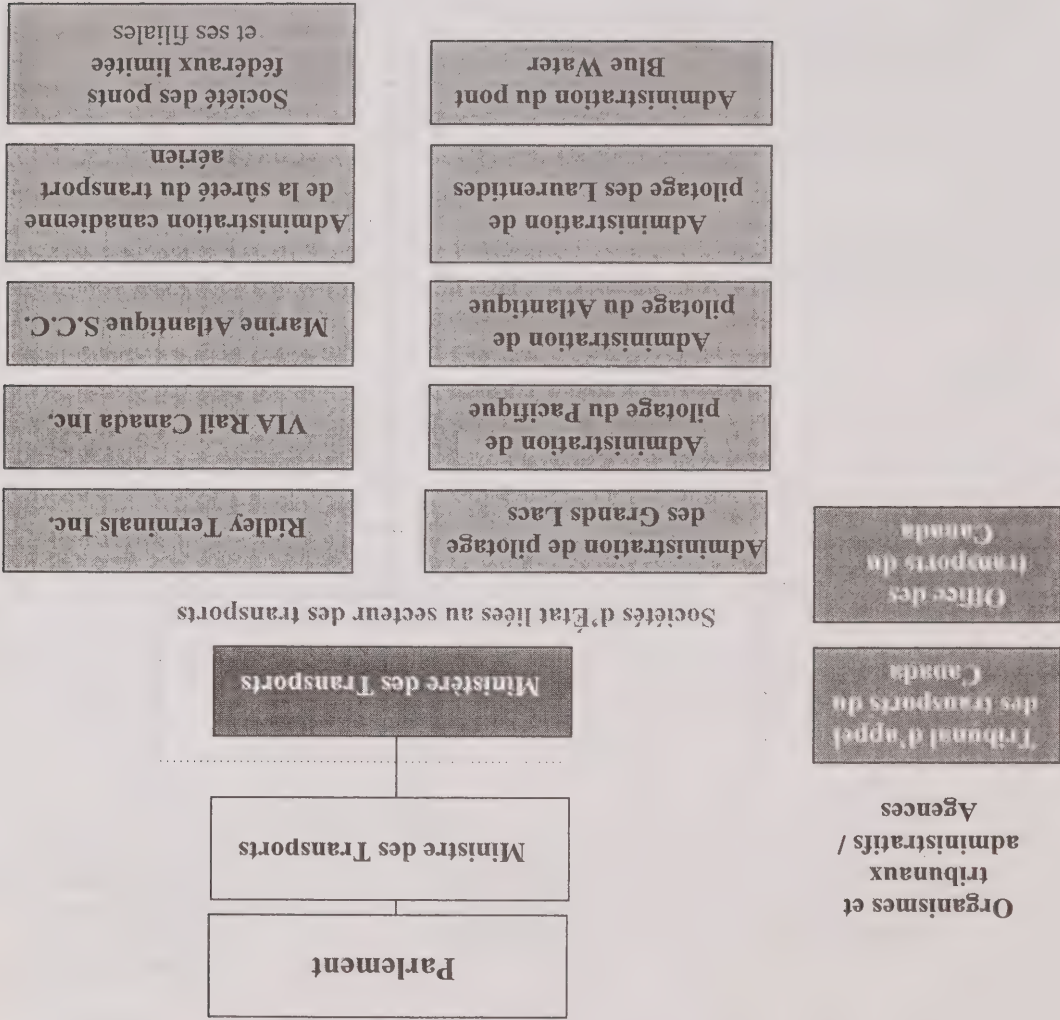 Parlement
Ministre des Transports
Organismes et
tribunaux
administratifs /
Agences
Ministère des Transports
Tribunal d'appel
des transports du
Canada
Office des
transports du
Canada
Sociétés d'État liées au secteur des transports
Administration de pilotage
des Grands Lacs
Administration de
pilotage du Pacifique
Administration de
pilotage du Atlantique
Administration de
pilotage des Laurentides
Administration du pont
Blue Water
Ridley Terminals Inc.
VIA Rail Canada Inc.
Marine Atlantique S.C.C.
Administration canadienne
de la sûreté du transport
aérien
Société des ponts
fédéraux limitée
et ses filiales